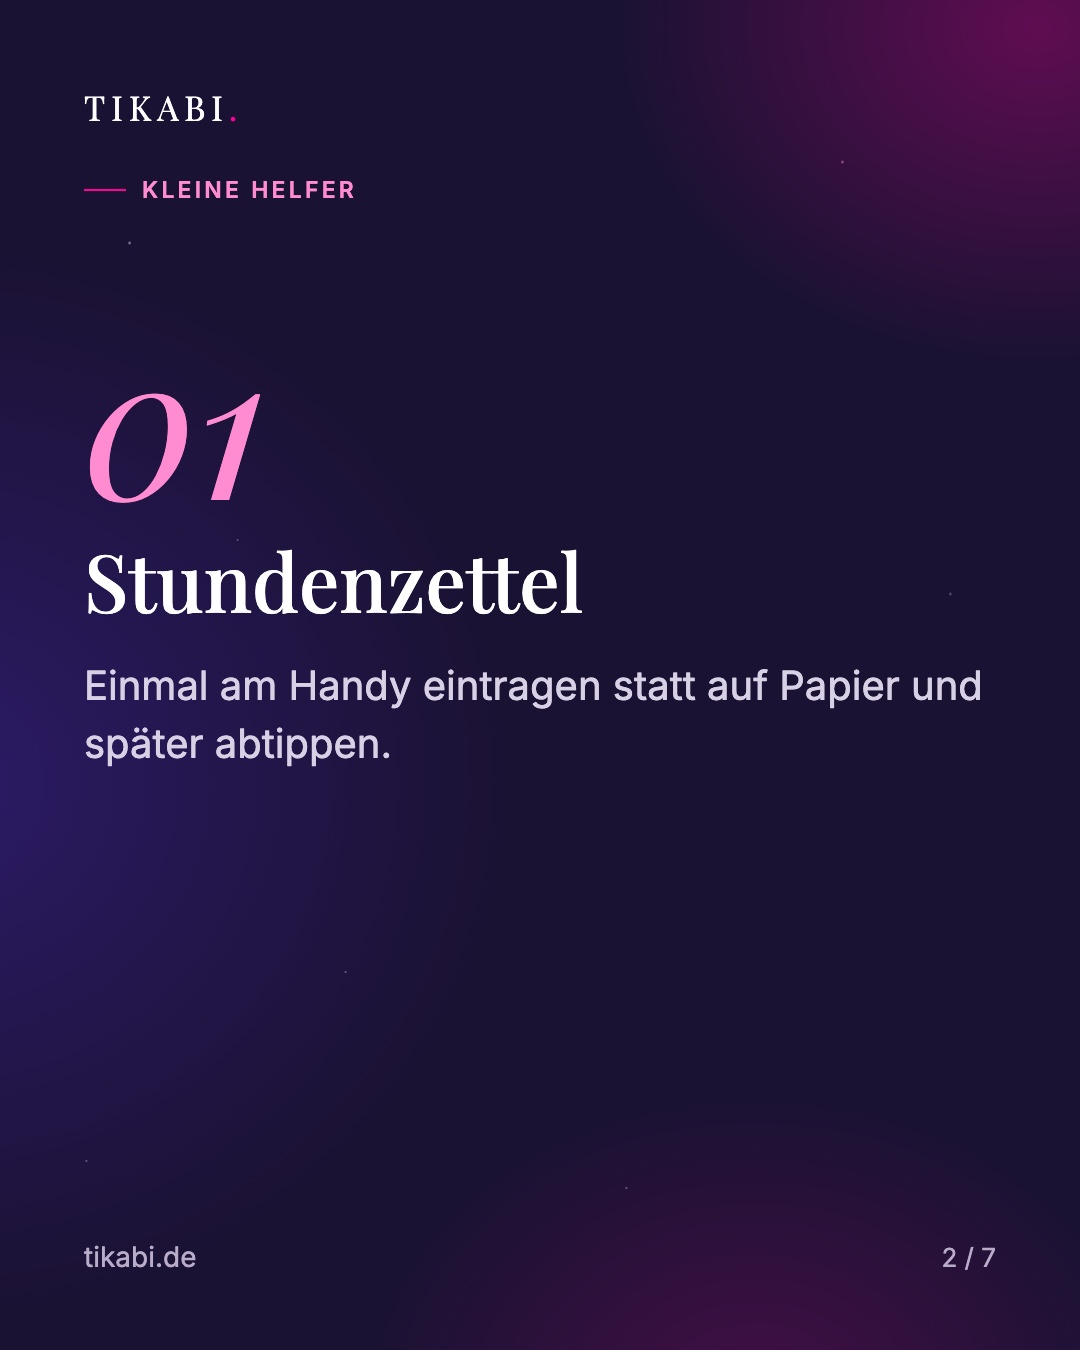 TIKABI.
KLEINE HELFER
01
Stundenzettel
Einmal am Handy eintragen statt auf Papier und
später abtippen.
tikabi.de
2 / 7